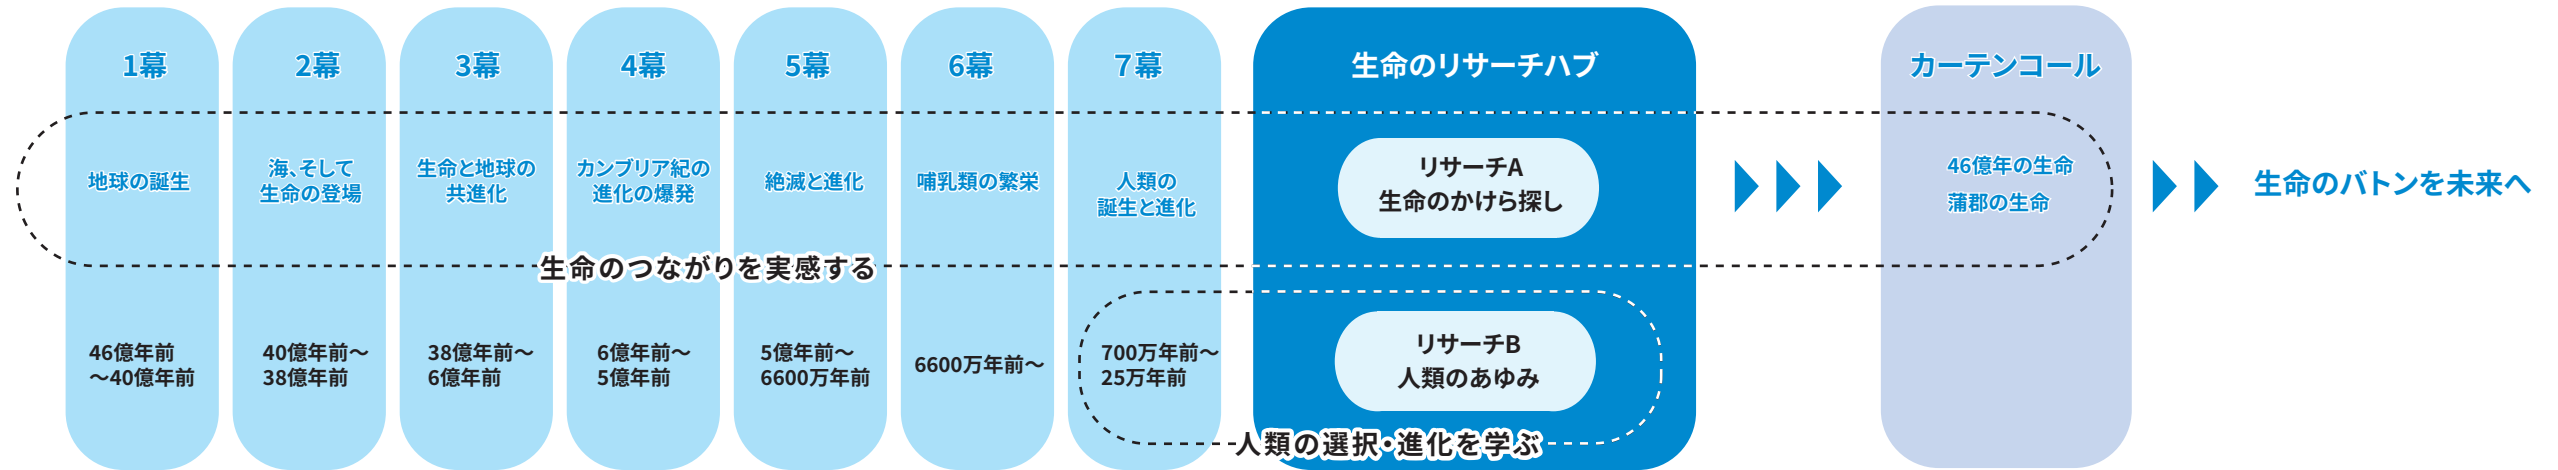 1幕
地球の誕生
46億年前
〜40億年前
2幕
海、そして
生命の登場
40億年前〜
38億年前
3幕
生命と地球の
共進化
38億年前〜
6億年前
4幕
カンブリア紀の
進化の爆発
6億年前〜
5億年前
5幕
絶滅と進化
5億年前〜
6600万年前
6幕
哺乳類の繁栄
6600万年前〜
7幕
人類の
誕生と進化
700万年前〜
25万年前
生命のつながりを実感する
生命のリサーチハブ
リサーチA
生命のかけら探し
リサーチB
人類のあゆみ
人類の選択・進化を学ぶ
カーテンコール
46億年の生命
蒲郡の生命
生命のバトンを未来へ